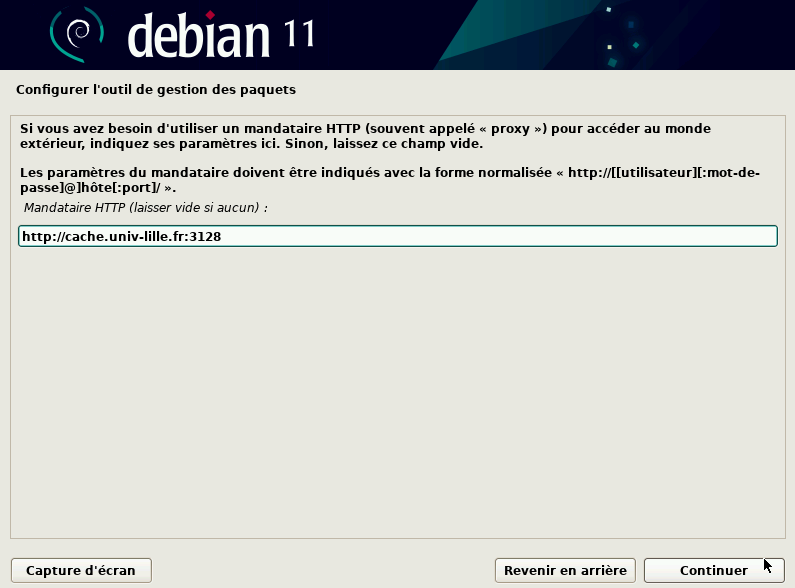 debian 11
Configurer l'outil de gestion des paquets
Si vous avez besoin d'utiliser un mandataire HTTP (souvent appelé « proxy ») pour accéder au monde
extérieur, indiquez ses paramètres ici. Sinon, laissez ce champ vide.
Les paramètres du mandataire doivent être indiqués avec la forme normalisée « http://[[utilisateur][:mot-de-
passe]@]hôte[:port]/ ».
Mandataire HTTP (laisser vide si aucun) :
http://cache.univ-lille.fr:3128
Capture d'écran
Revenir en arrière
Continuer